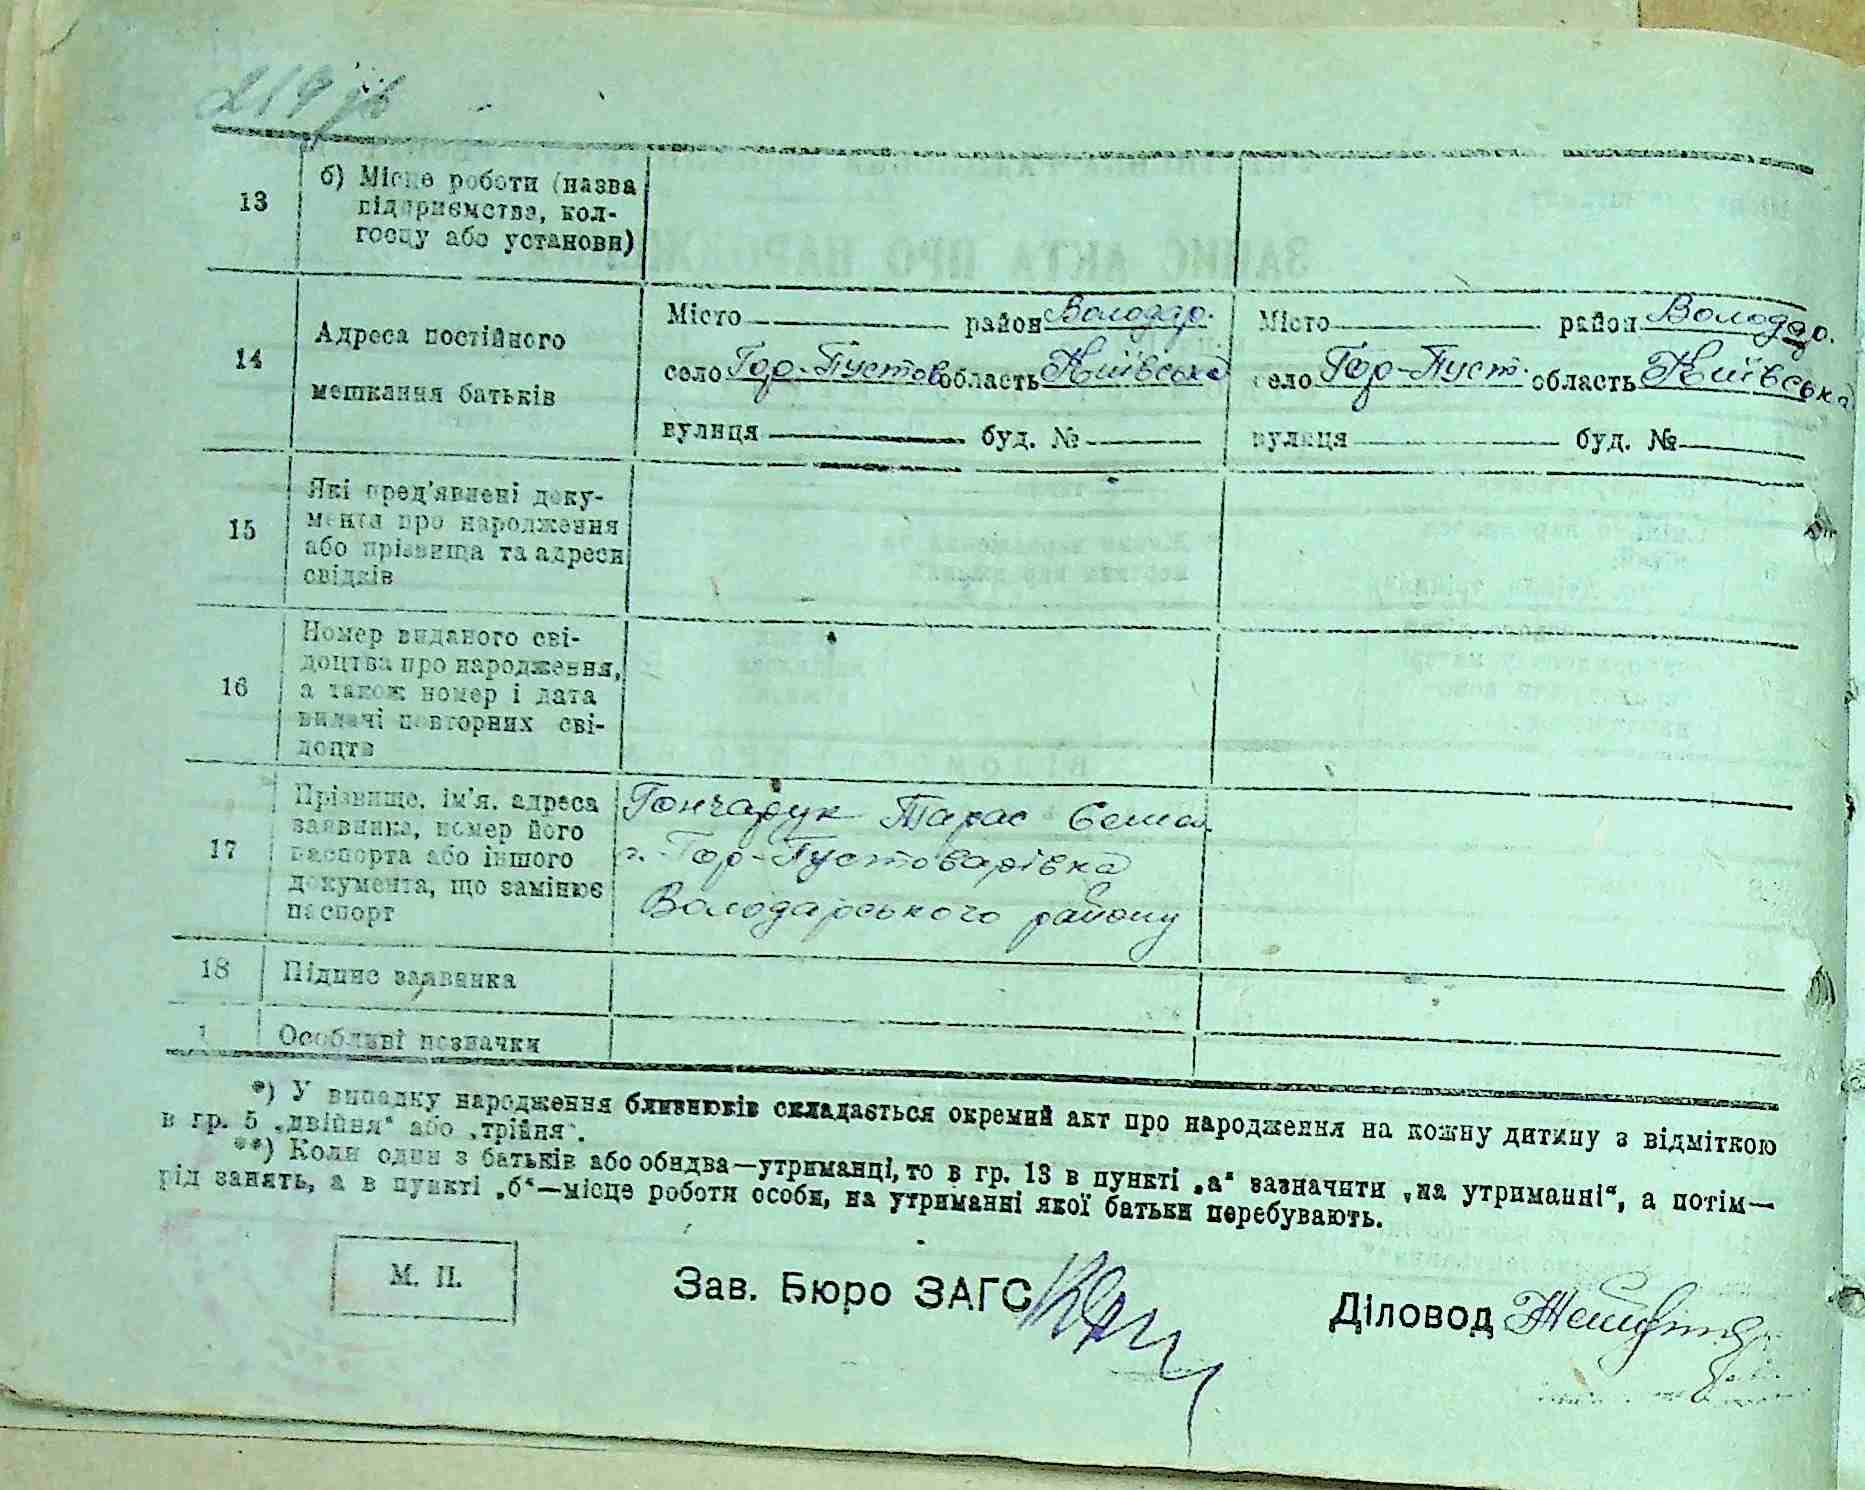 13
б) Місце роботи (назва
підприємства, кол-
госпу або установи)
14
Адреса постійного
мешкання батьків
Місто район Володар.
село Гор-Пустов область Київська
вулиця буд. №
Місто район Володар.
село Гор-Пуст. область Київська
вулиця буд. №
15
Які пред'явлені доку-
менти про народження
або прізвища та адреси
свідків
16
Номер виданого сві-
доцтва про народження,
а також номер і дата
видачі повторних сві-
доцтв
17
Прізвище, ім'я, адреса
заявника, номер його
паспорта або іншого
документа, що замінює
паспорт
Гончарук Тарас
Гор-Пустоварівка
Володарського району
18
Підпис заявника
1
Особливі позначки
*) У випадку народження близнюків складається окремий акт про народження на кожну дитину з відміткою
в гр. 5 „двійня“ або „трійня“.
**) Коли один з батьків або обидва—утриманці, то в гр. 13 в пункті „а“ зазначити „на утриманні“, а потім—
рід занять, а в пункті „б“—місце роботи особи, на утриманні якої батьки перебувають.
М. П.
Зав. Бюро ЗАГС
Діловод